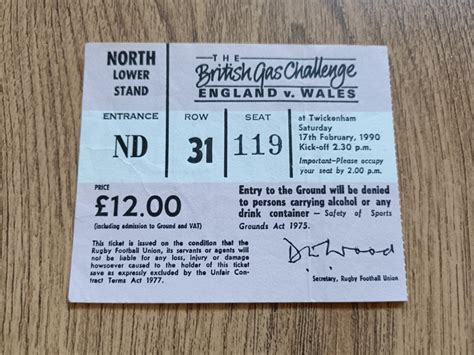 NORTH
LOWER
STAND
THE
British Gas Challenge
ENGLAND v. WALES
ENTRANCE
ND
ROW
31
SEAT
119
at Twickenham
Saturday
17th February, 1990
Kick-off 2.30 p.m.
Important–Please occupy
your seat by 2.00 p.m.
PRICE
£12.00
(including admission to Ground and VAT)
Entry to the Ground will be denied
to persons carrying alcohol or any
drink container – Safety of Sports
Grounds Act 1975.
This ticket is issued on the condition that the
Rugby Football Union, its servants or agents will
not be liable for any loss, injury or damage
howsoever caused to the holder of this ticket
save as expressly excluded by the Unfair Contract
Terms Act 1977.
Secretary, Rugby Football Union